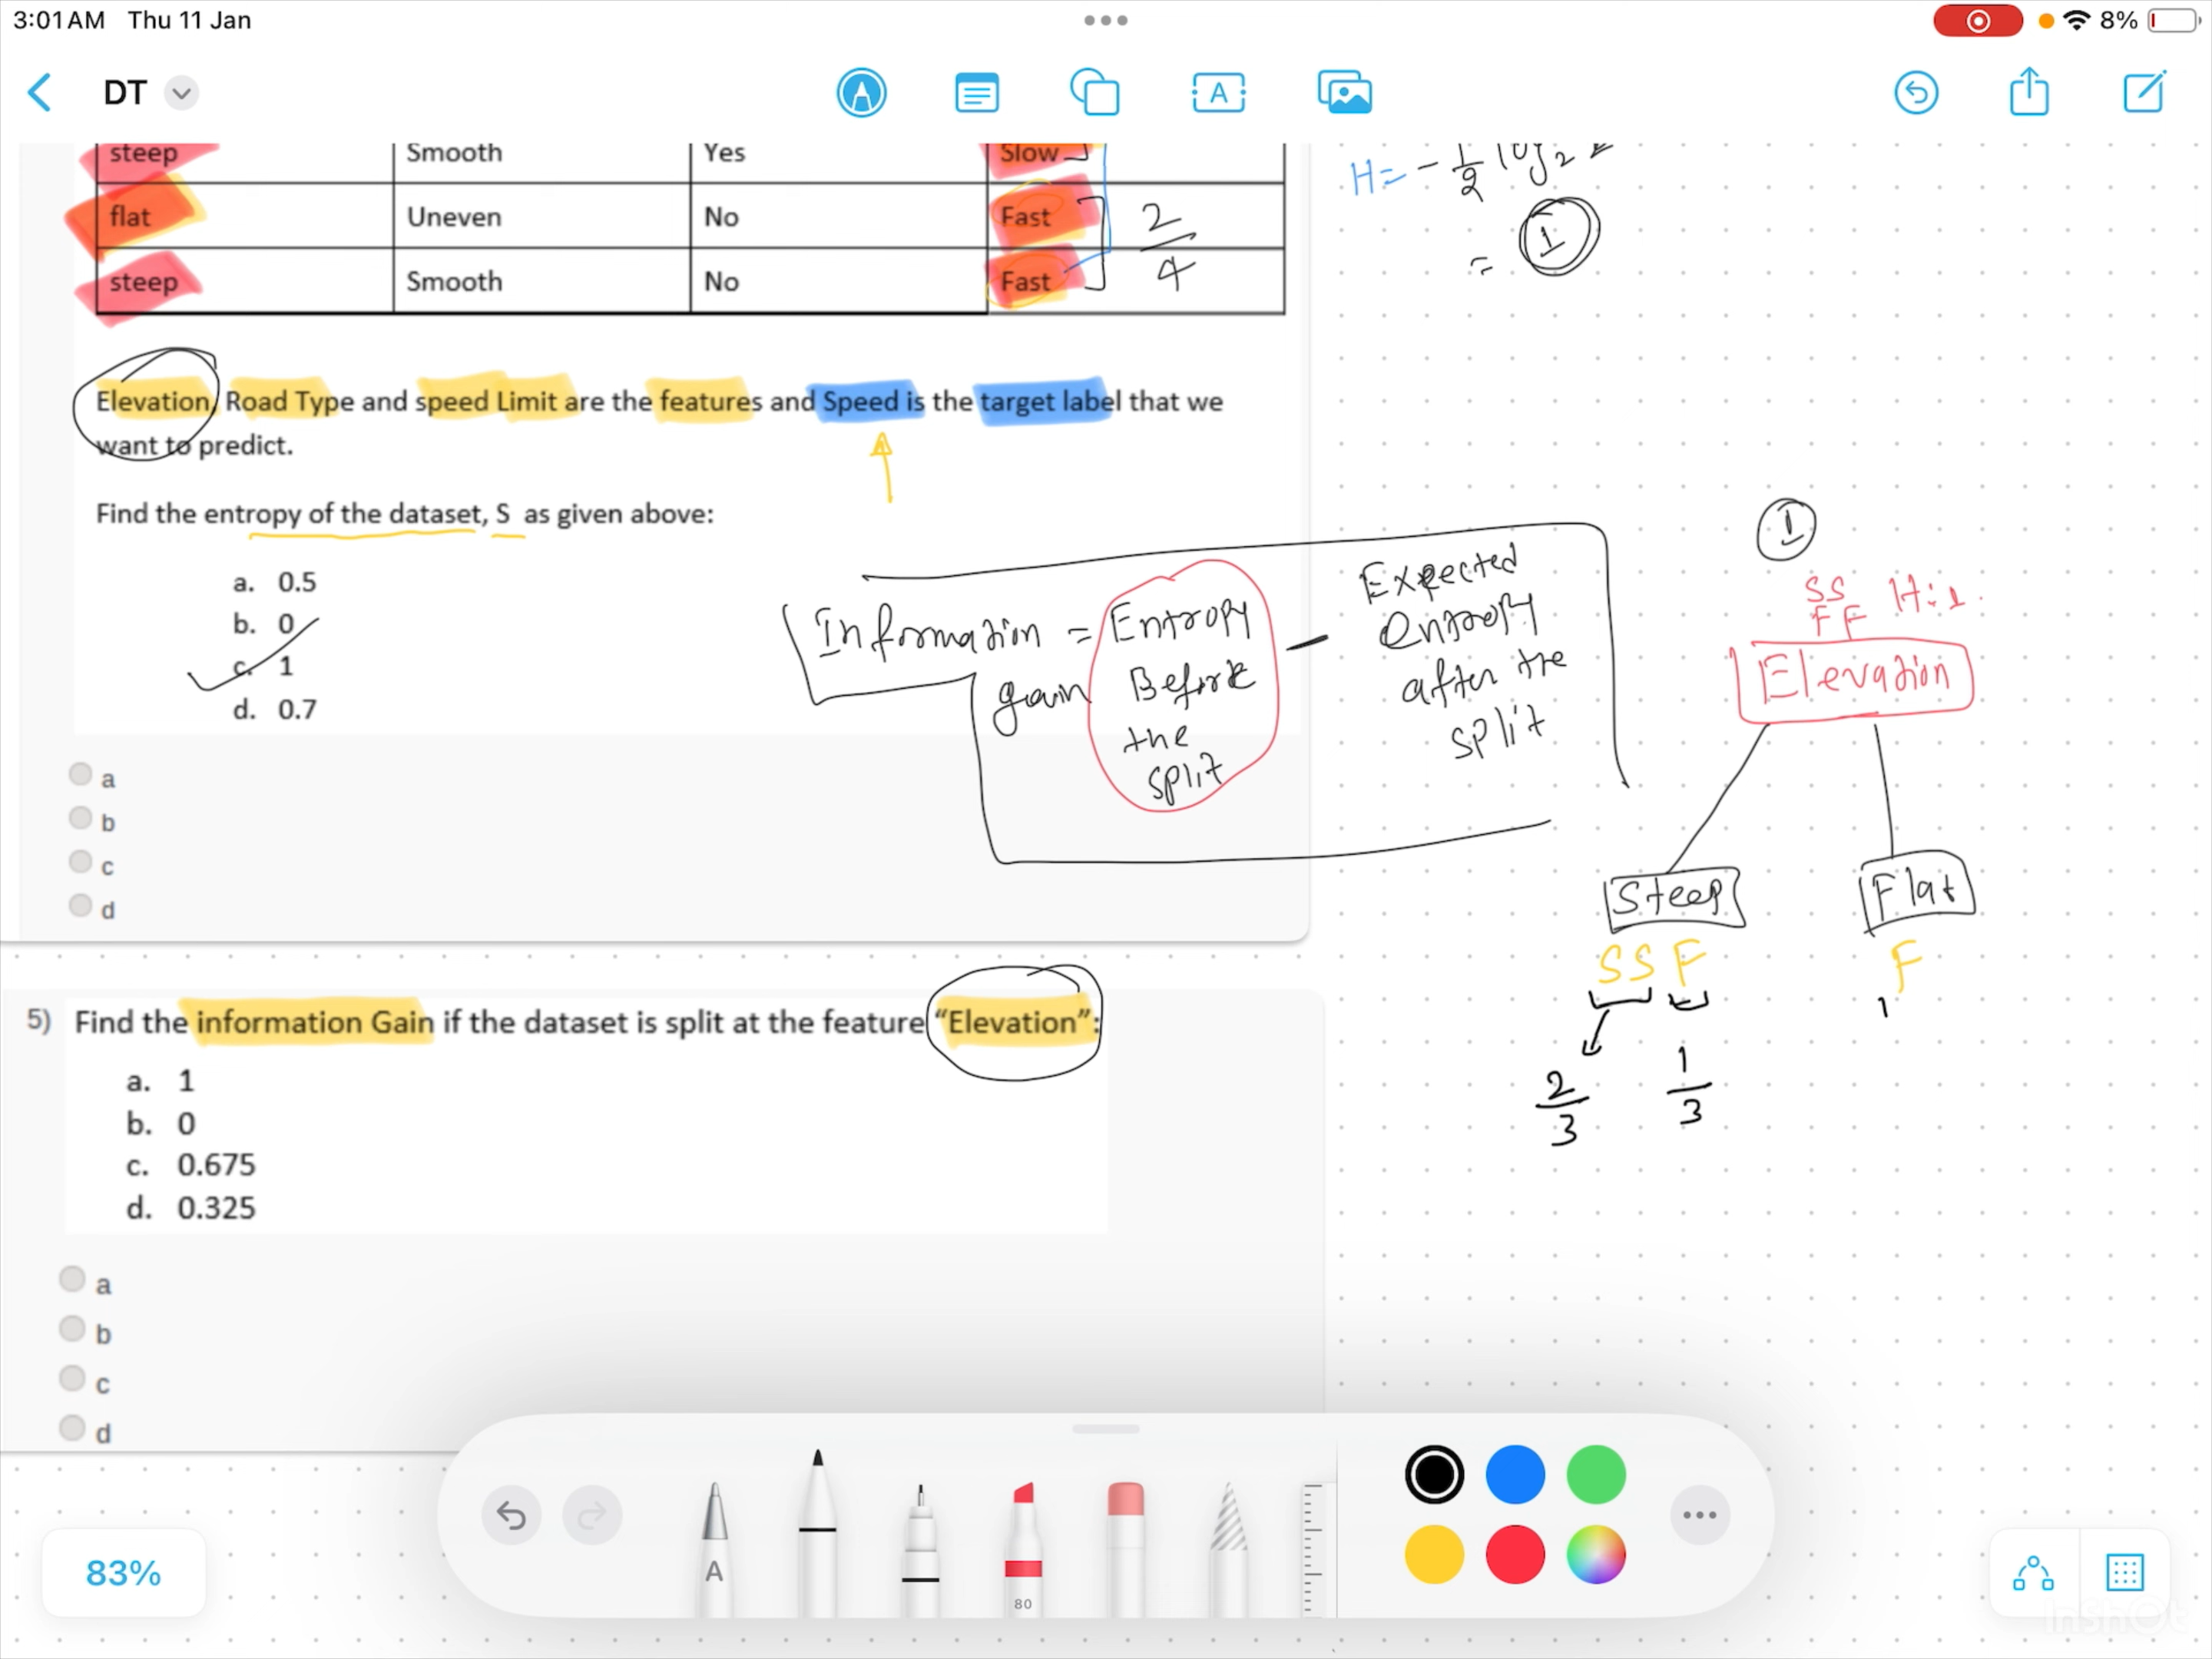 3:01AM Thu 11 Jan
8%
DT
steep Smooth Yes Slow
flat Uneven No Fast
steep Smooth No Fast
2
4
H= - 1/2 log2
= 1
Elevation, Road Type and speed Limit are the features and Speed is the target label that we
want to predict.
Find the entropy of the dataset, S as given above:
a. 0.5
b. 0
c. 1
d. 0.7
Information = Entropy - Expected
gain Before entropy
the after the
split split
1
SS H:1.
FF
Elevation
Steep Flat
SSF F
2/3 1/3
1
a
b
c
d
5) Find the information Gain if the dataset is split at the feature “Elevation”:
a. 1
b. 0
c. 0.675
d. 0.325
a
b
c
d
A
80
83%
InShOt